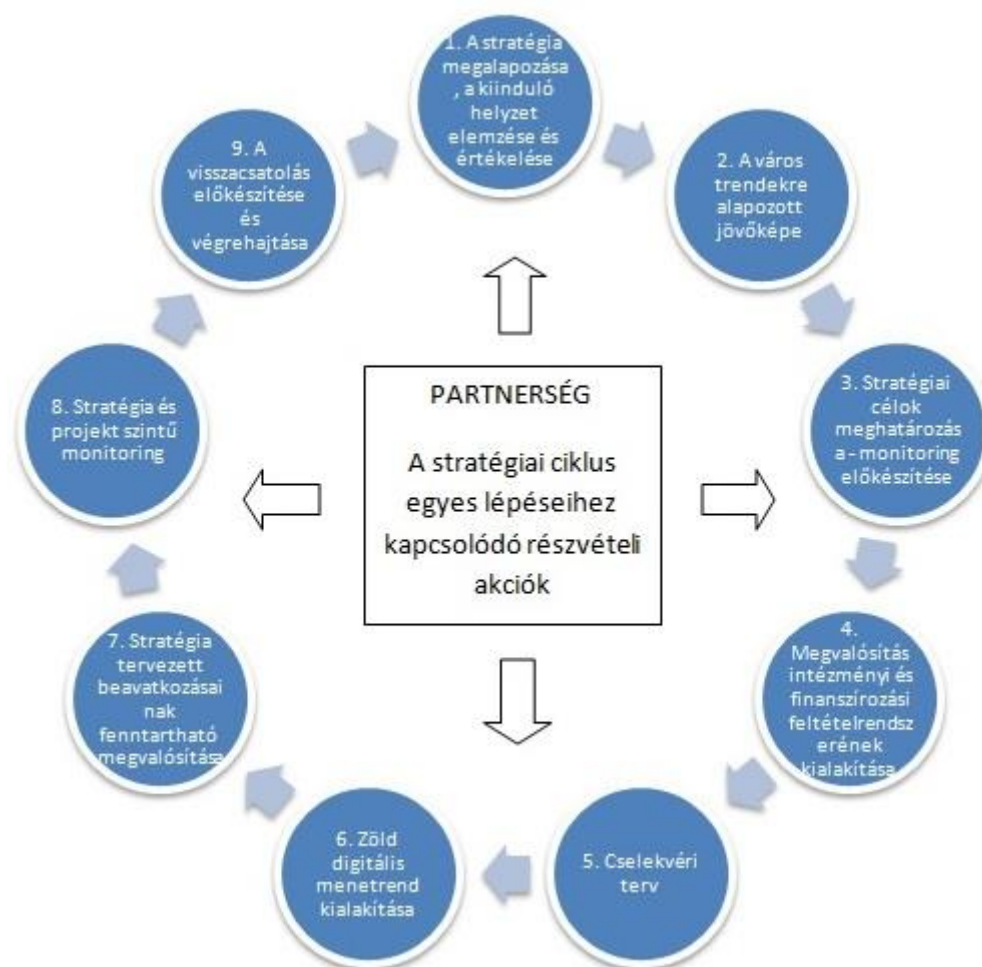 1. A stratégia
megalapozása
, a kiinduló
helyzet
elemzése és
értékelése
2. A város
trendekre
alapozott
jövőképe
3. Stratégiai
célok
meghatározás
a - monitoring
előkészítése
4.
Megvalósítás
intézményi és
finanszírozási
feltételrendsz
erének
kialakítása
5. Cselekvéri
terv
6. Zöld
digitális
menetrend
kialakítása
7. Stratégia
tervezett
beavatkozásai
nak
fenntartható
megvalósítása
8. Stratégia és
projekt szintű
monitoring
9. A
visszacsatolás
előkészítése
és
végrehajtása
PARTNERSÉG
A stratégiai ciklus
egyes lépéseihez
kapcsolódó részvételi
akciók